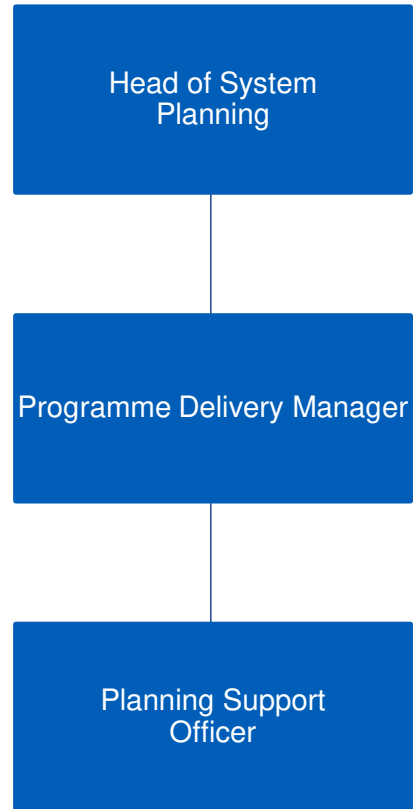 Head of System
Planning
Programme Delivery Manager
Planning Support
Officer